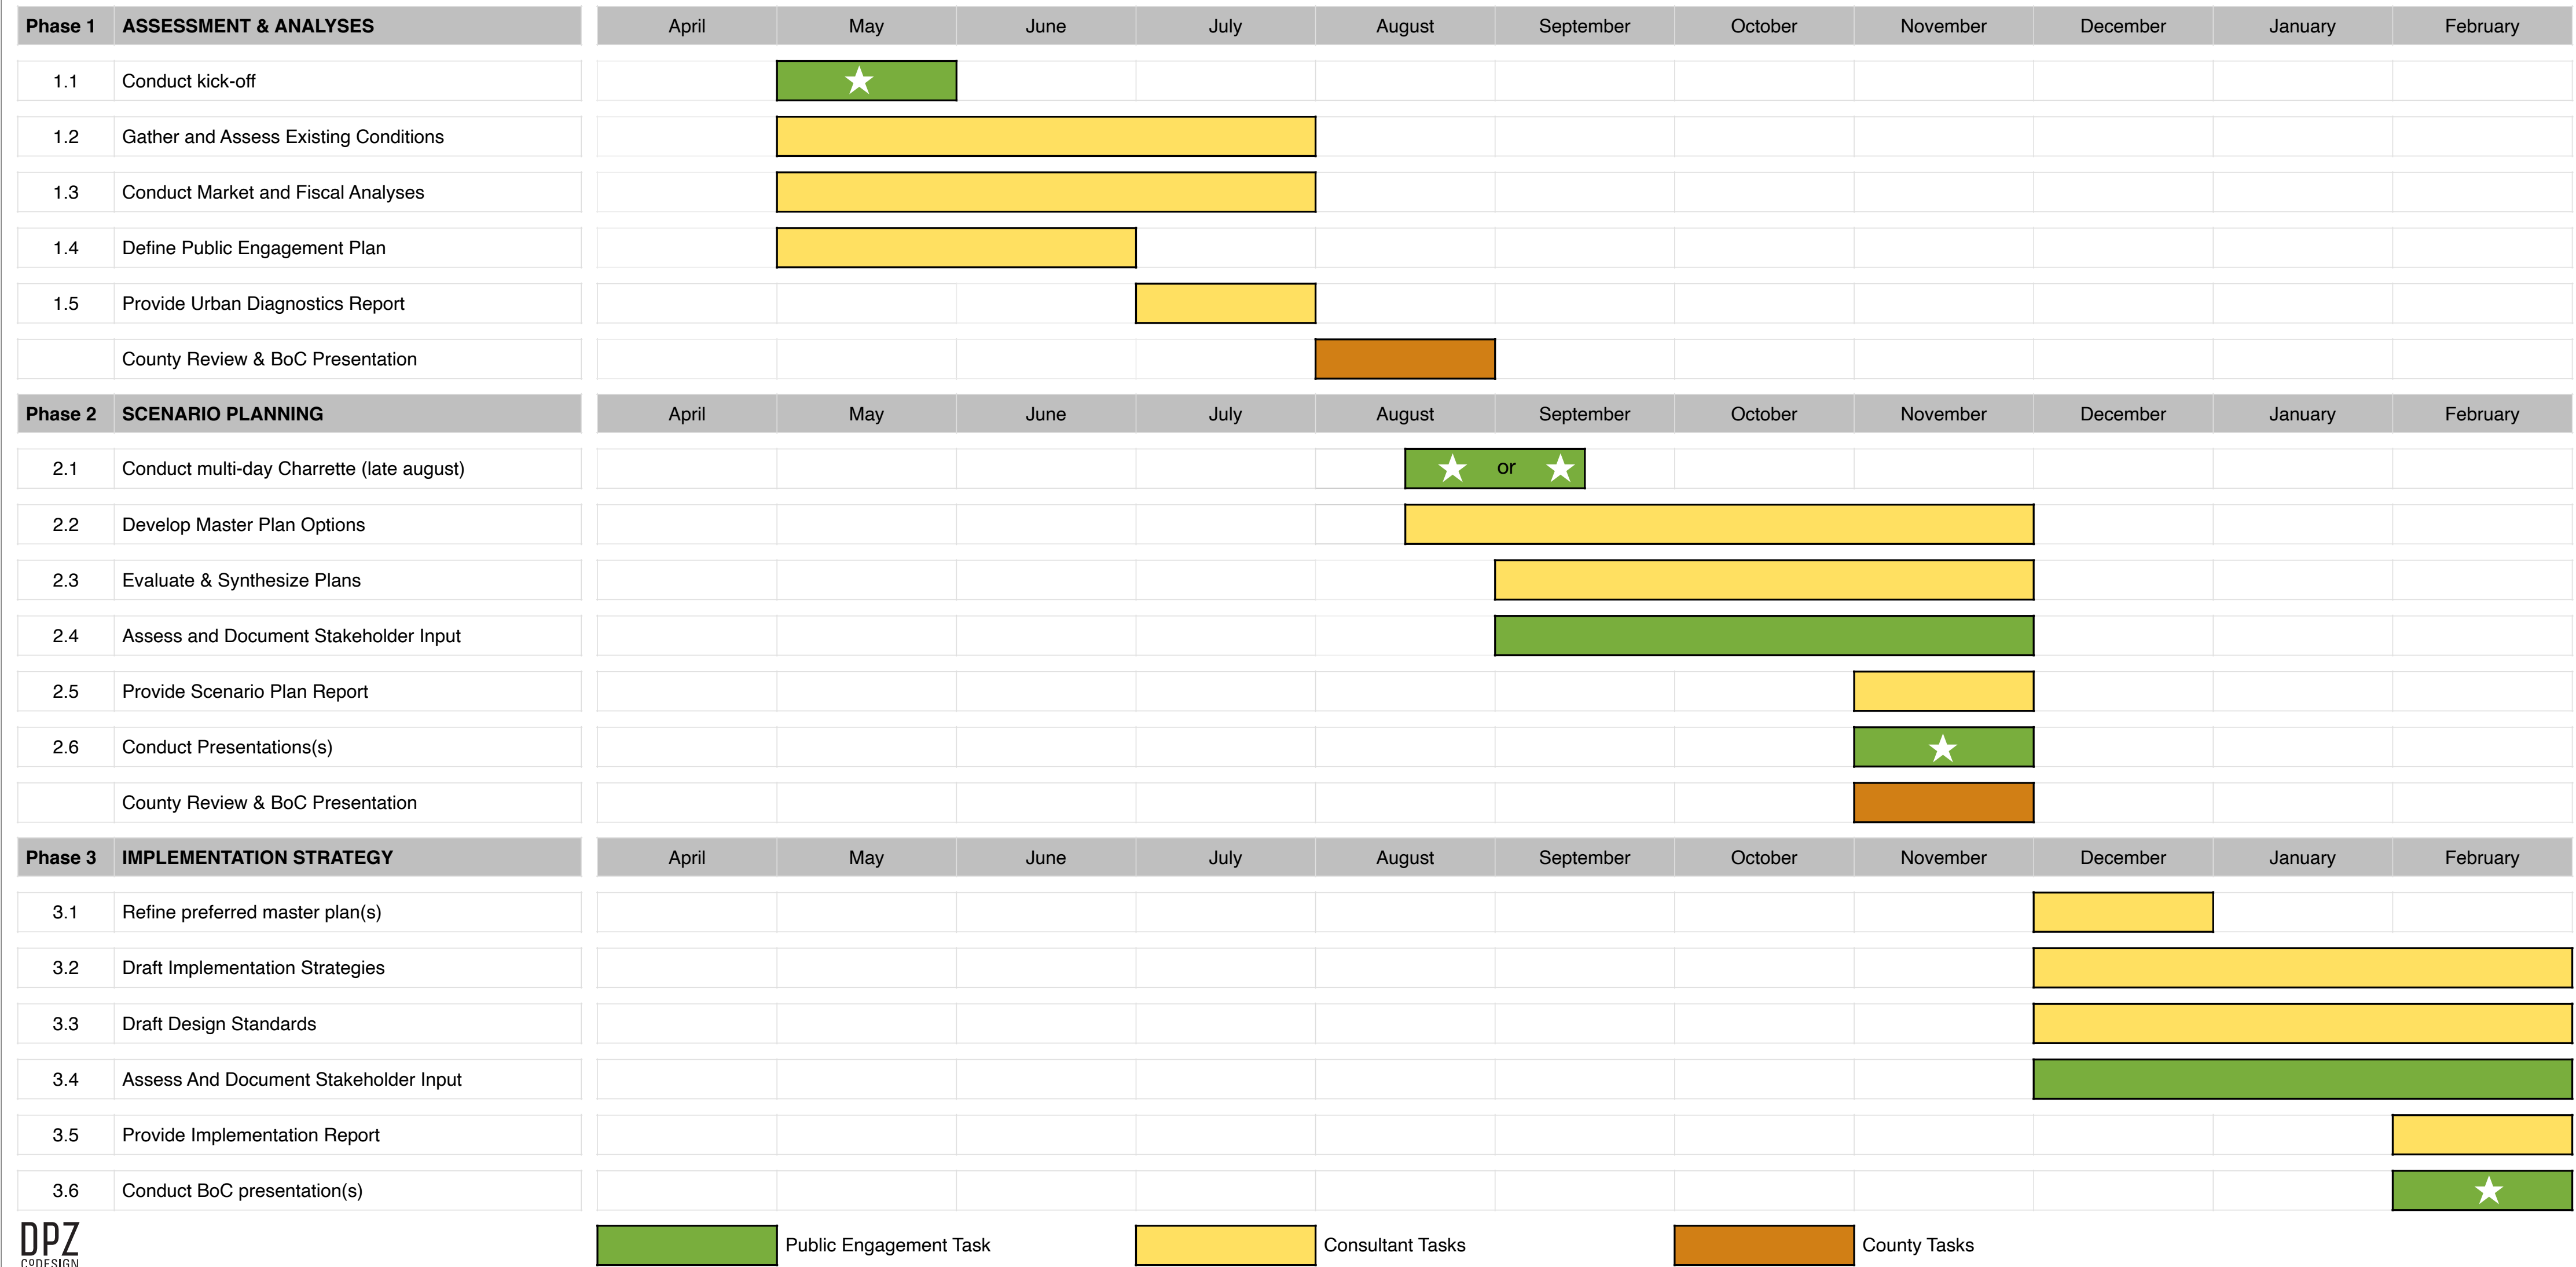 Phase 1 ASSESSMENT & ANALYSES April May June July August September October November December January February
1.1 Conduct kick-off
1.2 Gather and Assess Existing Conditions
1.3 Conduct Market and Fiscal Analyses
1.4 Define Public Engagement Plan
1.5 Provide Urban Diagnostics Report
County Review & BoC Presentation
Phase 2 SCENARIO PLANNING April May June July August September October November December January February
2.1 Conduct multi-day Charrette (late august) or
2.2 Develop Master Plan Options
2.3 Evaluate & Synthesize Plans
2.4 Assess and Document Stakeholder Input
2.5 Provide Scenario Plan Report
2.6 Conduct Presentations(s)
County Review & BoC Presentation
Phase 3 IMPLEMENTATION STRATEGY April May June July August September October November December January February
3.1 Refine preferred master plan(s)
3.2 Draft Implementation Strategies
3.3 Draft Design Standards
3.4 Assess And Document Stakeholder Input
3.5 Provide Implementation Report
3.6 Conduct BoC presentation(s)
DPZ
CODESIGN
Public Engagement Task Consultant Tasks County Tasks